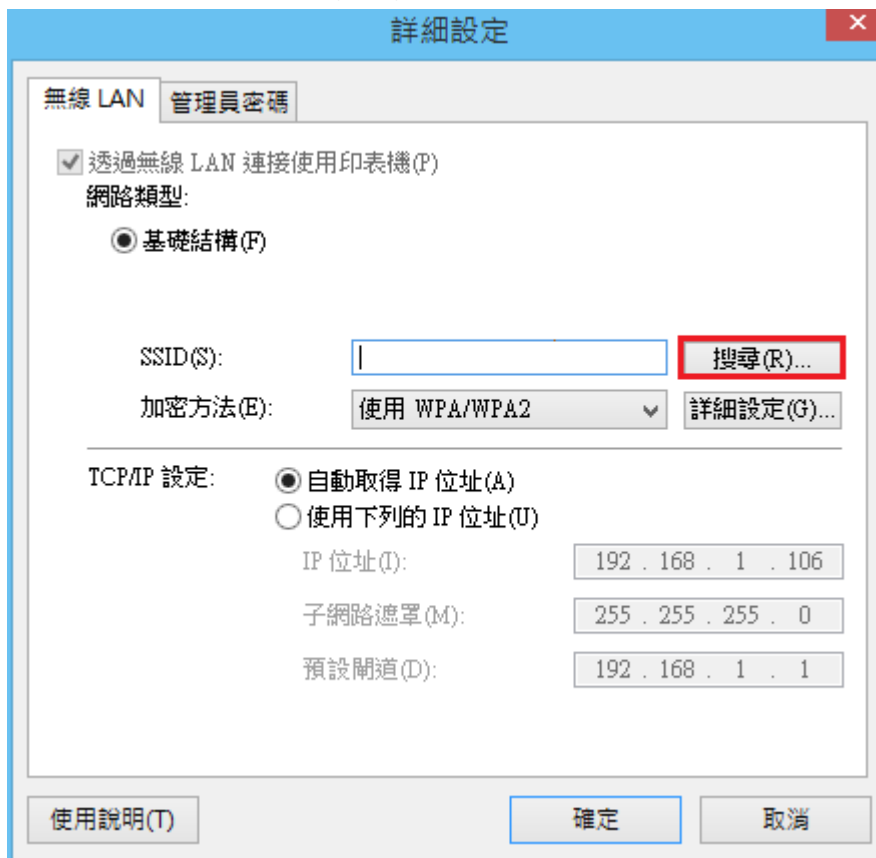 詳細設定
無線 LAN 管理員密碼
透過無線 LAN 連接使用印表機(P)
網路類型:
基礎結構(F)
SSID(S): 搜尋(R)...
加密方法(E): 使用 WPA/WPA2 詳細設定(G)...
TCP/IP 設定: 自動取得 IP 位址(A)
使用下列的 IP 位址(U)
IP 位址(I): 192 . 168 . 1 . 106
子網路遮罩(M): 255 . 255 . 255 . 0
預設閘道(D): 192 . 168 . 1 . 1
使用說明(T) 確定 取消